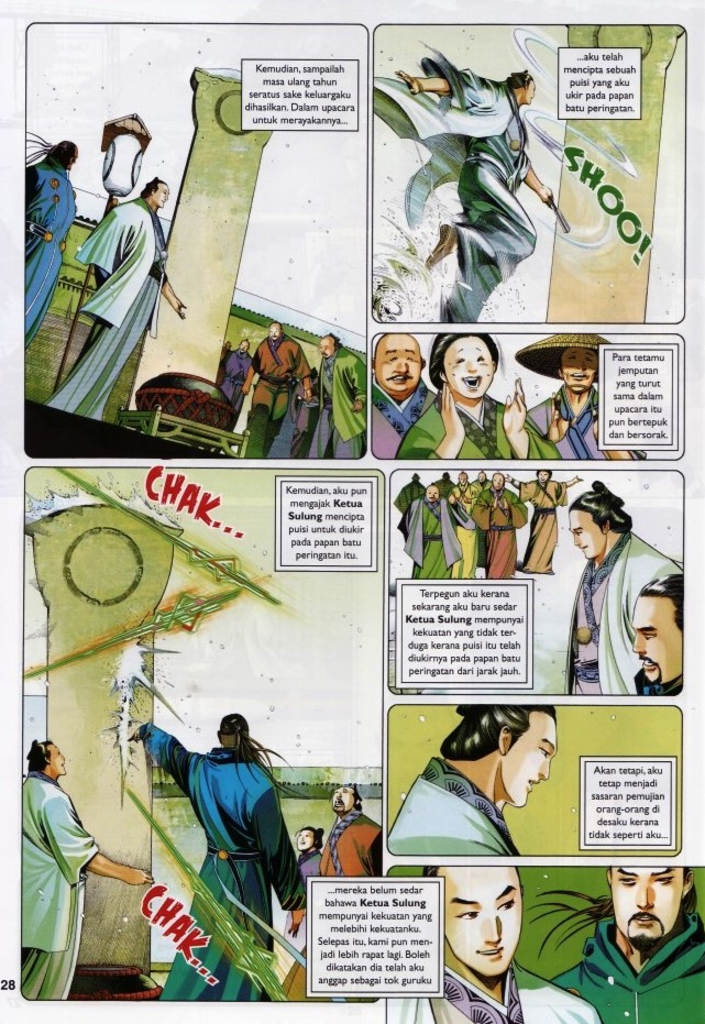 Kemudian, sampailah
masa ulang tahun
seratus sake keluargaku
dihasilkan. Dalam upacara
untuk merayakannya...
...aku telah
mencipta sebuah
puisi yang aku
ukir pada papan
batu peringatan.
SHOO!
Para tetamu
jemputan
yang turut
sama dalam
upacara itu
pun bertepuk
dan bersorak.
CHAK...
Kemudian, aku pun
mengajak Ketua
Sulung mencipta
puisi untuk diukir
pada papan batu
peringatan itu.
Terpegun aku kerana
sekarang aku baru sedar
Ketua Sulung mempunyai
kekuatan yang tidak ter-
duga kerana puisi itu telah
diukirnya pada papan batu
peringatan dari jarak jauh.
Akan tetapi, aku
tetap menjadi
sasaran pemujian
orang-orang di
desaku kerana
tidak seperti aku...
CHAK...
...mereka belum sedar
bahawa Ketua Sulung
mempunyai kekuatan yang
melebihi kekuatanku.
Selepas itu, kami pun men-
jadi lebih rapat lagi. Boleh
dikatakan dia telah aku
anggap sebagai tok guruku
28